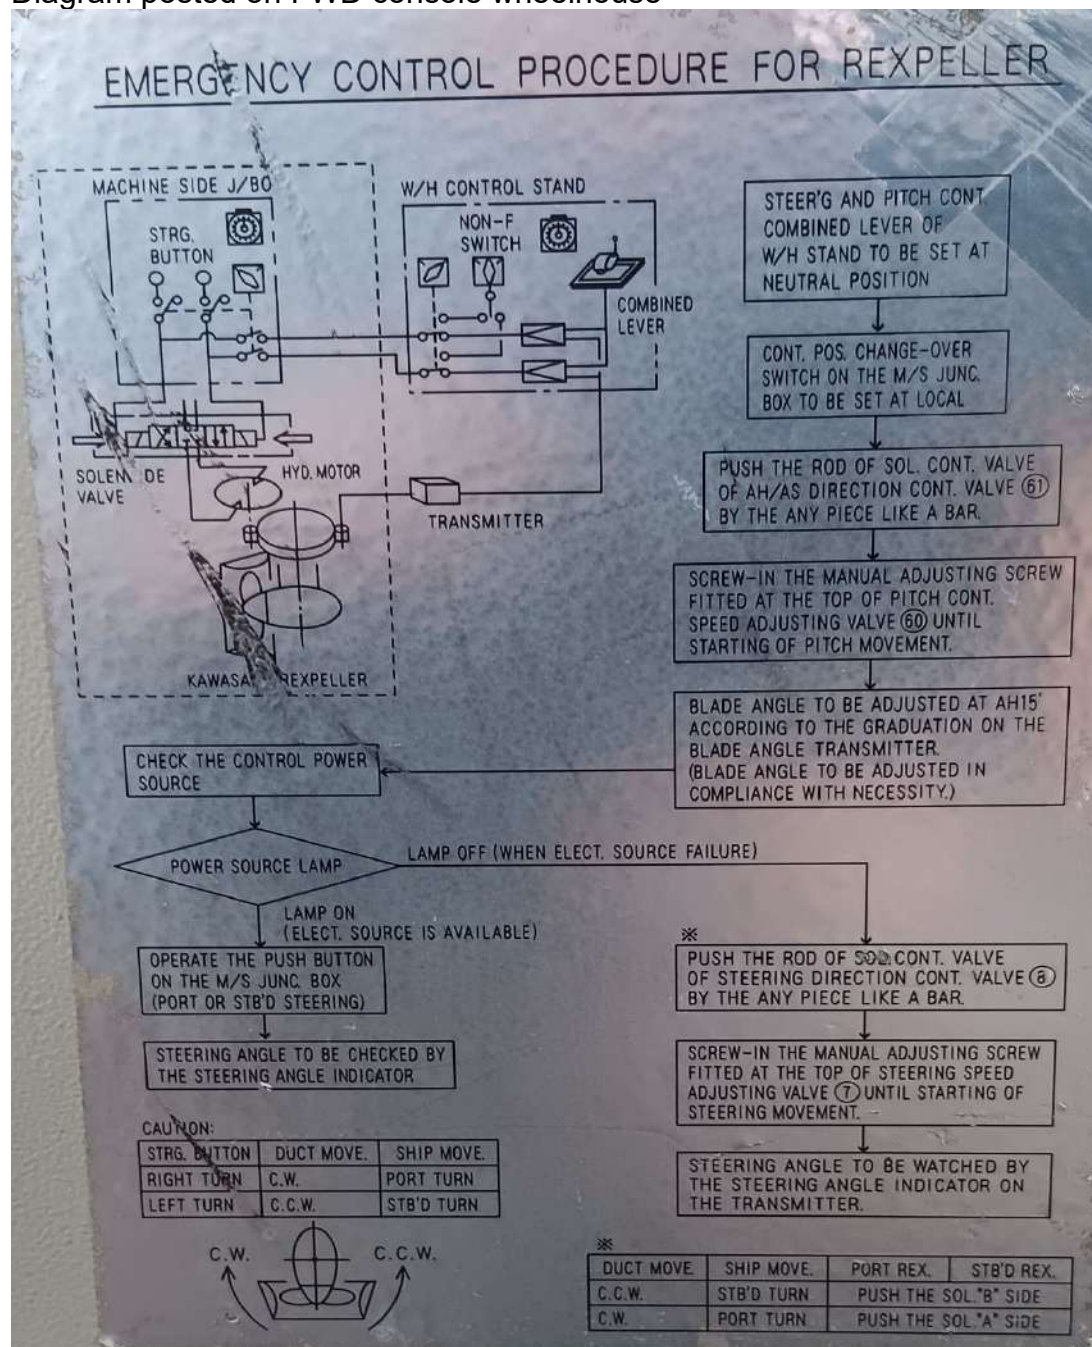 Diagram posted on FWD console wheelhouse
EMERGENCY CONTROL PROCEDURE FOR REXPELLER
MACHINE SIDE J/BO
STRG.
BUTTON
W/H CONTROL STAND
NON-F
SWITCH
COMBINED
LEVER
SOLEN DE
VALVE
HYD. MOTOR
TRANSMITTER
KAWASA REXPELLER
STEER'G AND PITCH CONT.
COMBINED LEVER OF
W/H STAND TO BE SET AT
NEUTRAL POSITION
CONT. POS. CHANGE-OVER
SWITCH ON THE M/S JUNC.
BOX TO BE SET AT LOCAL
PUSH THE ROD OF SOL. CONT. VALVE
OF AH/AS DIRECTION CONT. VALVE 61
BY THE ANY PIECE LIKE A BAR.
SCREW-IN THE MANUAL ADJUSTING SCREW
FITTED AT THE TOP OF PITCH CONT.
SPEED ADJUSTING VALVE 60 UNTIL
STARTING OF PITCH MOVEMENT.
BLADE ANGLE TO BE ADJUSTED AT AH15°
ACCORDING TO THE GRADUATION ON THE
BLADE ANGLE TRANSMITTER.
(BLADE ANGLE TO BE ADJUSTED IN
COMPLIANCE WITH NECESSITY.)
CHECK THE CONTROL POWER
SOURCE
POWER SOURCE LAMP
LAMP OFF (WHEN ELECT. SOURCE FAILURE)
LAMP ON
(ELECT. SOURCE IS AVAILABLE)
OPERATE THE PUSH BUTTON
ON THE M/S JUNC. BOX
(PORT OR STB'D STEERING)
STEERING ANGLE TO BE CHECKED BY
THE STEERING ANGLE INDICATOR
※
PUSH THE ROD OF SOL. CONT. VALVE
OF STEERING DIRECTION CONT. VALVE 8
BY THE ANY PIECE LIKE A BAR.
SCREW-IN THE MANUAL ADJUSTING SCREW
FITTED AT THE TOP OF STEERING SPEED
ADJUSTING VALVE 7 UNTIL STARTING OF
STEERING MOVEMENT.
STEERING ANGLE TO BE WATCHED BY
THE STEERING ANGLE INDICATOR ON
THE TRANSMITTER.
CAUTION:
STRG. BUTTON DUCT MOVE. SHIP MOVE.
RIGHT TURN C.W. PORT TURN
LEFT TURN C.C.W. STB'D TURN
C.W. C.C.W.
※
DUCT MOVE. SHIP MOVE. PORT REX. STB'D REX.
C.C.W. STB'D TURN PUSH THE SOL."B" SIDE
C.W. PORT TURN PUSH THE SOL."A" SIDE